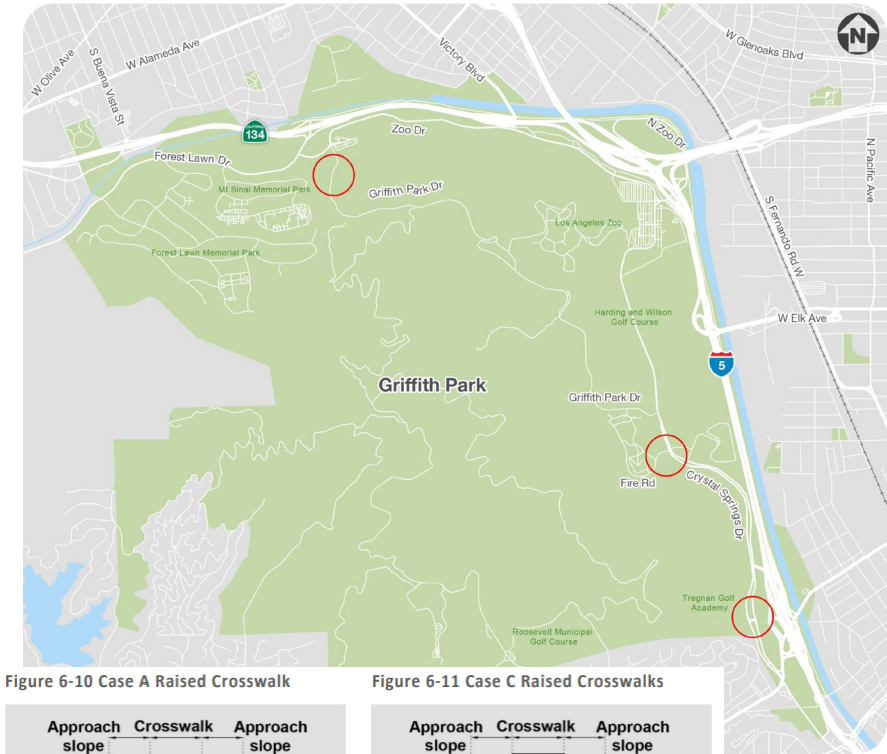 N
W Olive Ave
S Buena Vista St
W Alameda Ave
Victory Blvd
W Glenoaks Blvd
CALIFORNIA
134
Zoo Dr
N Zoo Dr
N Pacific Ave
Forest Lawn Dr
Mt Sinai Memorial Park
Griffith Park Dr
S Fernando Rd W
Los Angeles Zoo
Forest Lawn Memorial Park
Harding and Wilson
Golf Course
W Elk Ave
5
Griffith Park
Griffith Park Dr
Fire Rd
Crystal Springs Dr
Tregnan Golf
Academy
Roosevelt Municipal
Golf Course
Figure 6-10 Case A Raised Crosswalk
Figure 6-11 Case C Raised Crosswalks
Approach Crosswalk Approach
slope slope
Approach Crosswalk Approach
slope slope